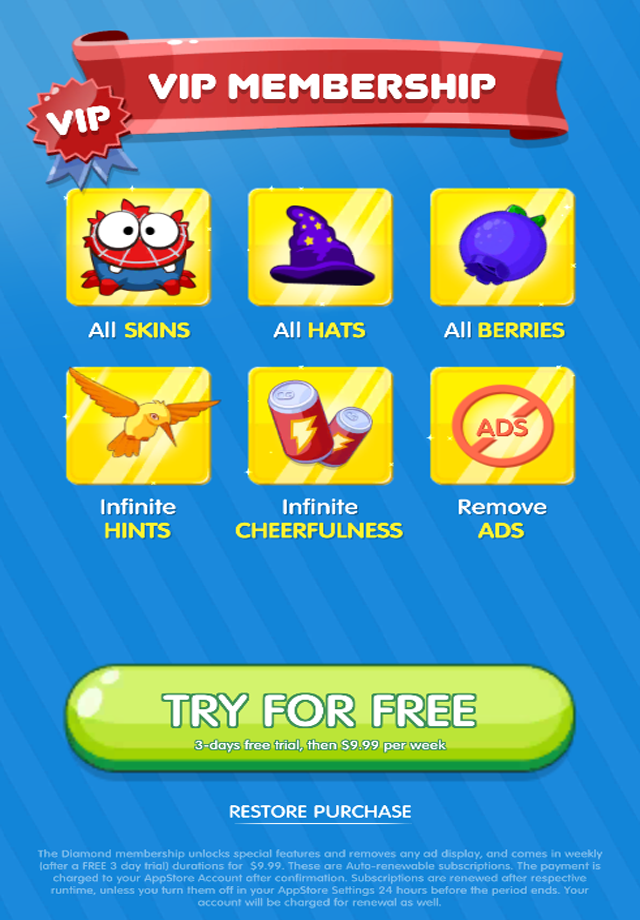 VIP MEMBERSHIP
VIP
All SKINS
All HATS
All BERRIES
Infinite
HINTS
Infinite
CHEERFULNESS
ADS
Remove
ADS
TRY FOR FREE
3-days free trial, then $9.99 per week
RESTORE PURCHASE
The Diamond membership unlocks special features and removes any ad display, and comes in weekly
(after a FREE 3 day trial) durations for $9.99. These are Auto-renewable subscriptions. The payment is
charged to your AppStore Account after confirmation. Subscriptions are renewed after respective
runtime, unless you turn them off in your AppStore Settings 24 hours before the period ends. Your
account will be charged for renewal as well.